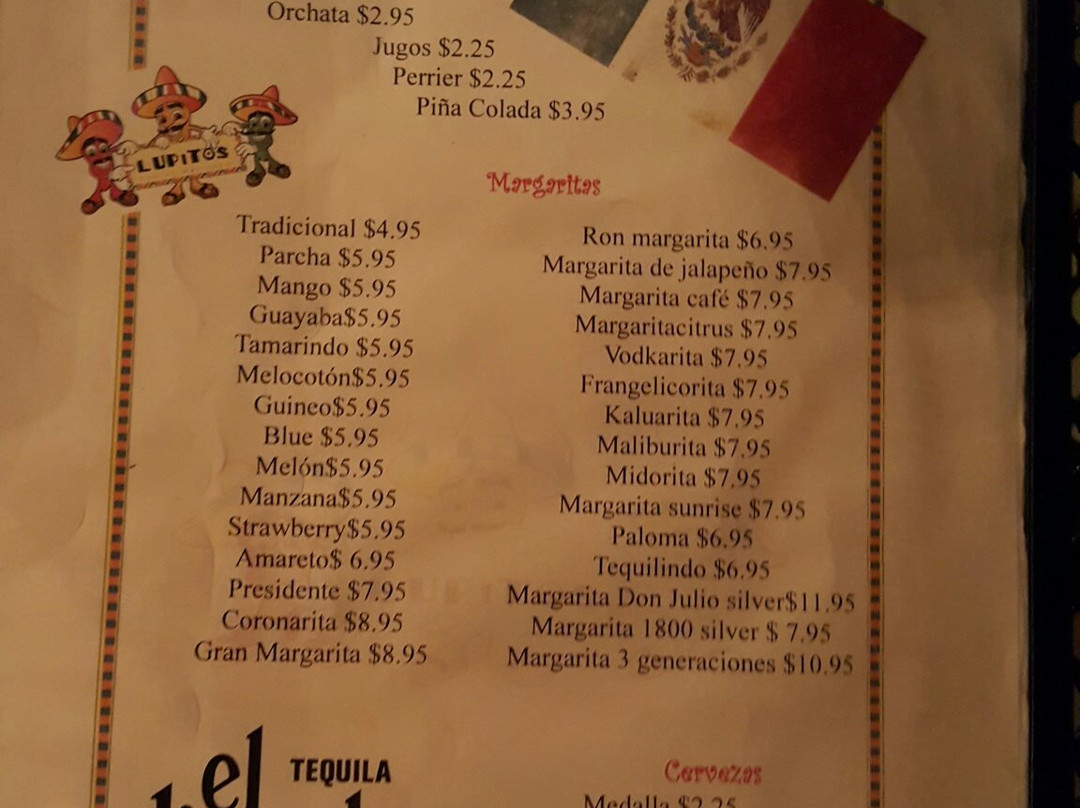 Orchata $2.95
Jugos $2.25
Perrier $2.25
Piña Colada $3.95
LUPITOS
Margaritas
Tradicional $4.95
Parcha $5.95
Mango $5.95
Guayaba$5.95
Tamarindo $5.95
Melocotón$5.95
Guineo$5.95
Blue $5.95
Melón$5.95
Manzana$5.95
Strawberry$5.95
Amareto$ 6.95
Presidente $7.95
Coronarita $8.95
Gran Margarita $8.95
Ron margarita $6.95
Margarita de jalapeño $7.95
Margarita café $7.95
Margaritacitrus $7.95
Vodkarita $7.95
Frangelicorita $7.95
Kaluarita $7.95
Maliburita $7.95
Midorita $7.95
Margarita sunrise $7.95
Paloma $6.95
Tequilindo $6.95
Margarita Don Julio silver$11.95
Margarita 1800 silver $ 7.95
Margarita 3 generaciones $10.95
el
TEQUILA
Cervezas
Medalla $2.25